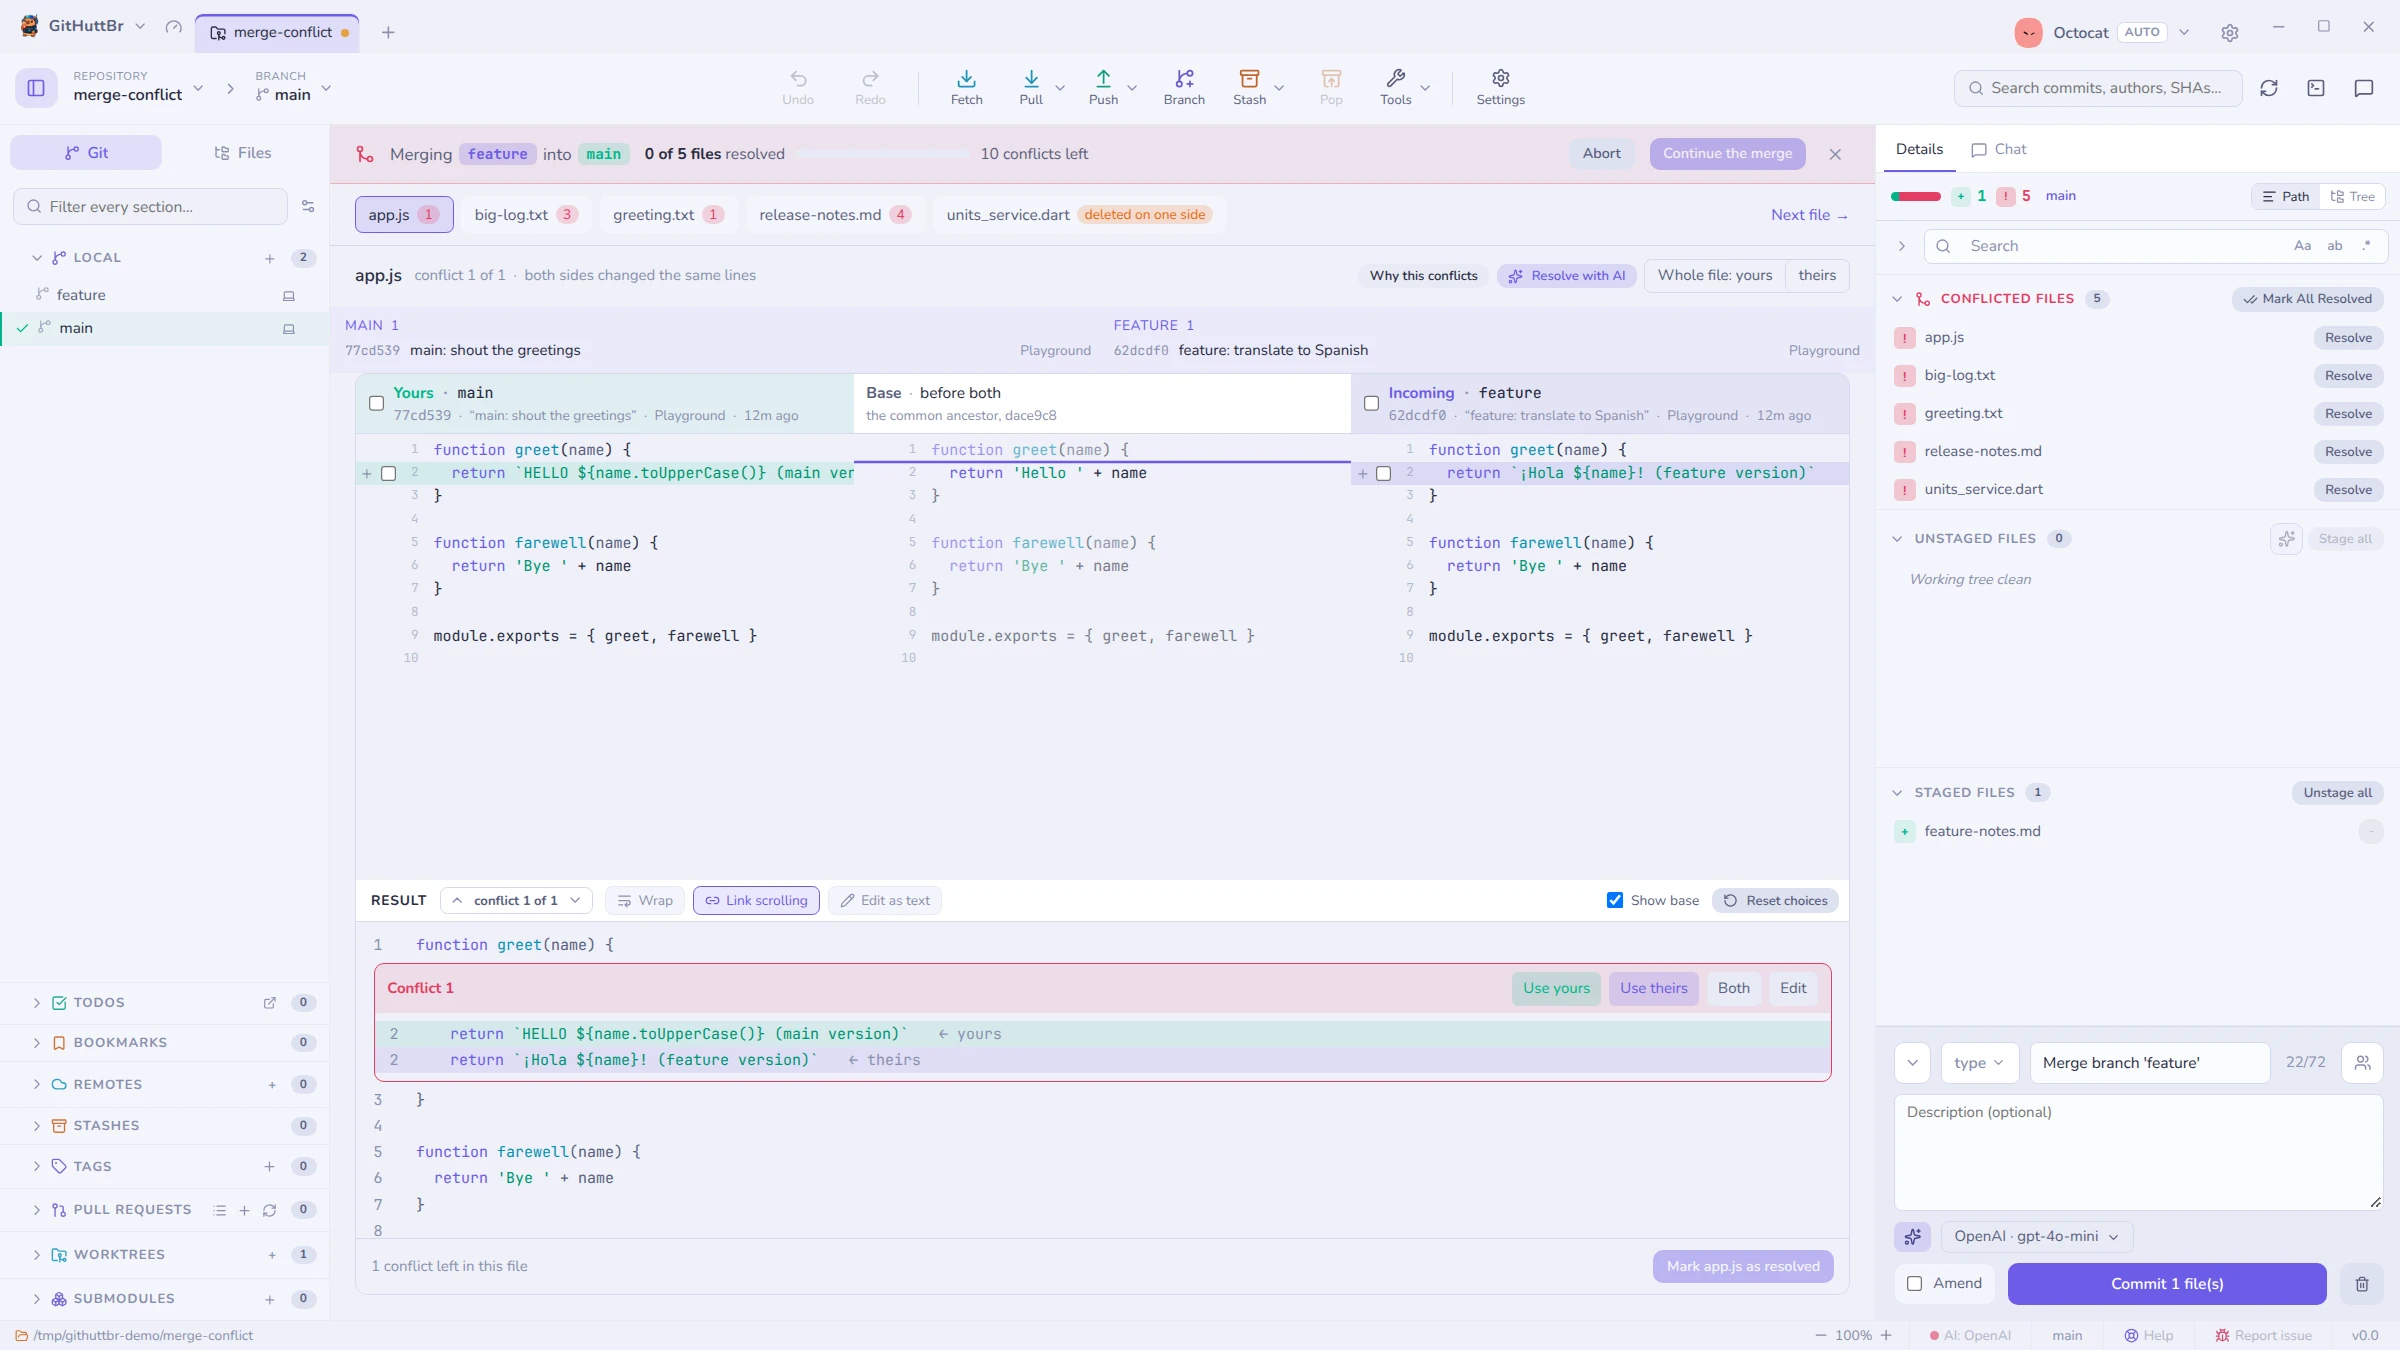 GitHuttBr
merge-conflict
Octocat AUTO
REPOSITORY
merge-conflict
BRANCH
main
Undo
Redo
Fetch
Pull
Push
Branch
Stash
Pop
Tools
Settings
Search commits, authors, SHAs...
Git
Files
Filter every section...
LOCAL 2
feature
main
TODOS 0
BOOKMARKS 0
REMOTES + 0
STASHES 0
TAGS + 0
PULL REQUESTS + 0
WORKTREES + 1
SUBMODULES + 0
Merging feature into main 0 of 5 files resolved 10 conflicts left
Abort
Continue the merge
app.js 1
big-log.txt 3
greeting.txt 1
release-notes.md 4
units_service.dart deleted on one side
Next file →
app.js conflict 1 of 1 · both sides changed the same lines
Why this conflicts
Resolve with AI
Whole file: yours
theirs
MAIN 1
77cd539 main: shout the greetings Playground
FEATURE 1
62dcdf0 feature: translate to Spanish Playground
Yours · main
77cd539 · “main: shout the greetings” · Playground · 12m ago
1 function greet(name) {
+ 2 return `HELLO ${name.toUpperCase()} (main ver
3 }
4
5 function farewell(name) {
6 return 'Bye ' + name
7 }
8
9 module.exports = { greet, farewell }
10
Base · before both
the common ancestor, dace9c8
1 function greet(name) {
2 return 'Hello ' + name
3 }
4
5 function farewell(name) {
6 return 'Bye ' + name
7 }
8
9 module.exports = { greet, farewell }
10
Incoming · feature
62dcdf0 · “feature: translate to Spanish” · Playground · 12m ago
1 function greet(name) {
+ 2 return `¡Hola ${name}! (feature version)`
3 }
4
5 function farewell(name) {
6 return 'Bye ' + name
7 }
8
9 module.exports = { greet, farewell }
10
RESULT
conflict 1 of 1
Wrap
Link scrolling
Edit as text
Show base
Reset choices
1 function greet(name) {
Conflict 1
Use yours
Use theirs
Both
Edit
2 return `HELLO ${name.toUpperCase()} (main version)` ← yours
2 return `¡Hola ${name}! (feature version)` ← theirs
3 }
4
5 function farewell(name) {
6 return 'Bye ' + name
7 }
8
1 conflict left in this file
Mark app.js as resolved
Details
Chat
+ 1 ! 5 main
Path
Tree
Search Aa ab .*
CONFLICTED FILES 5
Mark All Resolved
! app.js Resolve
! big-log.txt Resolve
! greeting.txt Resolve
! release-notes.md Resolve
! units_service.dart Resolve
UNSTAGED FILES 0
Stage all
Working tree clean
STAGED FILES 1
Unstage all
+ feature-notes.md -
type
Merge branch 'feature'
22/72
Description (optional)
OpenAI · gpt-4o-mini
Amend
Commit 1 file(s)
/tmp/githuttbr-demo/merge-conflict
— 100% +
AI: OpenAI
main
Help
Report issue
v0.0